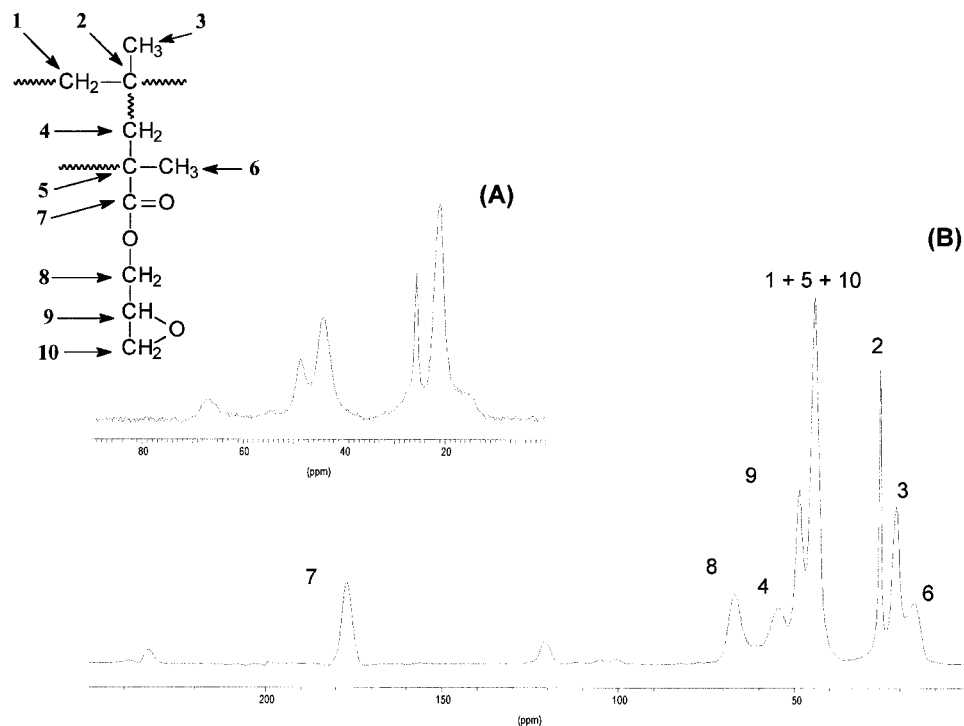 1 2 3
CH3
CH2 C
4 CH2
C CH3 6
5
7 C=O
O
8 CH2
9 CH O
10 CH2
(A)
80 60 40 20
(ppm)
(B)
1 + 5 + 10
2
9
3
7
8
4
6
200 150 100 50
(ppm)